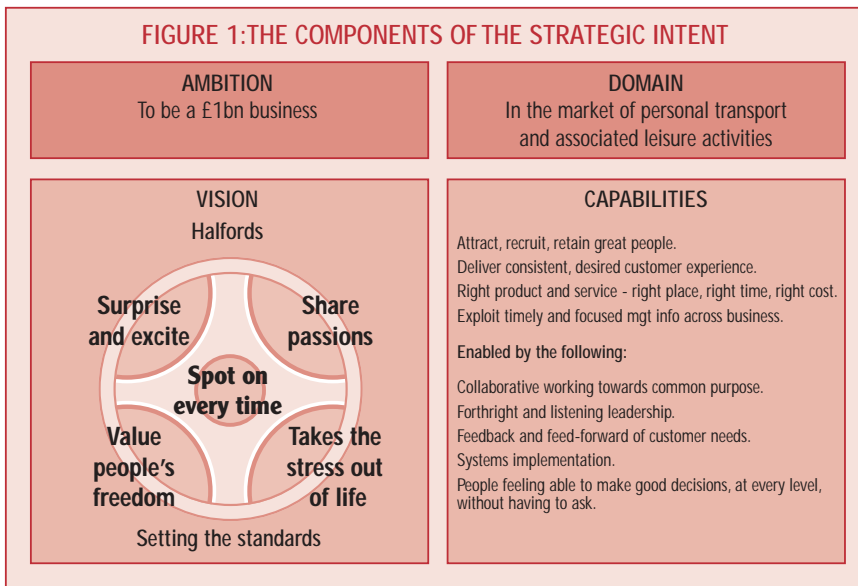 FIGURE 1:THE COMPONENTS OF THE STRATEGIC INTENT
AMBITION
To be a £1bn business
DOMAIN
In the market of personal transport
and associated leisure activities
VISION
Halfords
Surprise
and excite
Share
passions
Spot on
every time
Value
people's
freedom
Takes the
stress out
of life
Setting the standards
CAPABILITIES
Attract, recruit, retain great people.
Deliver consistent, desired customer experience.
Right product and service - right place, right time, right cost.
Exploit timely and focused mgt info across business.
Enabled by the following:
Collaborative working towards common purpose.
Forthright and listening leadership.
Feedback and feed-forward of customer needs.
Systems implementation.
People feeling able to make good decisions, at every level,
without having to ask.